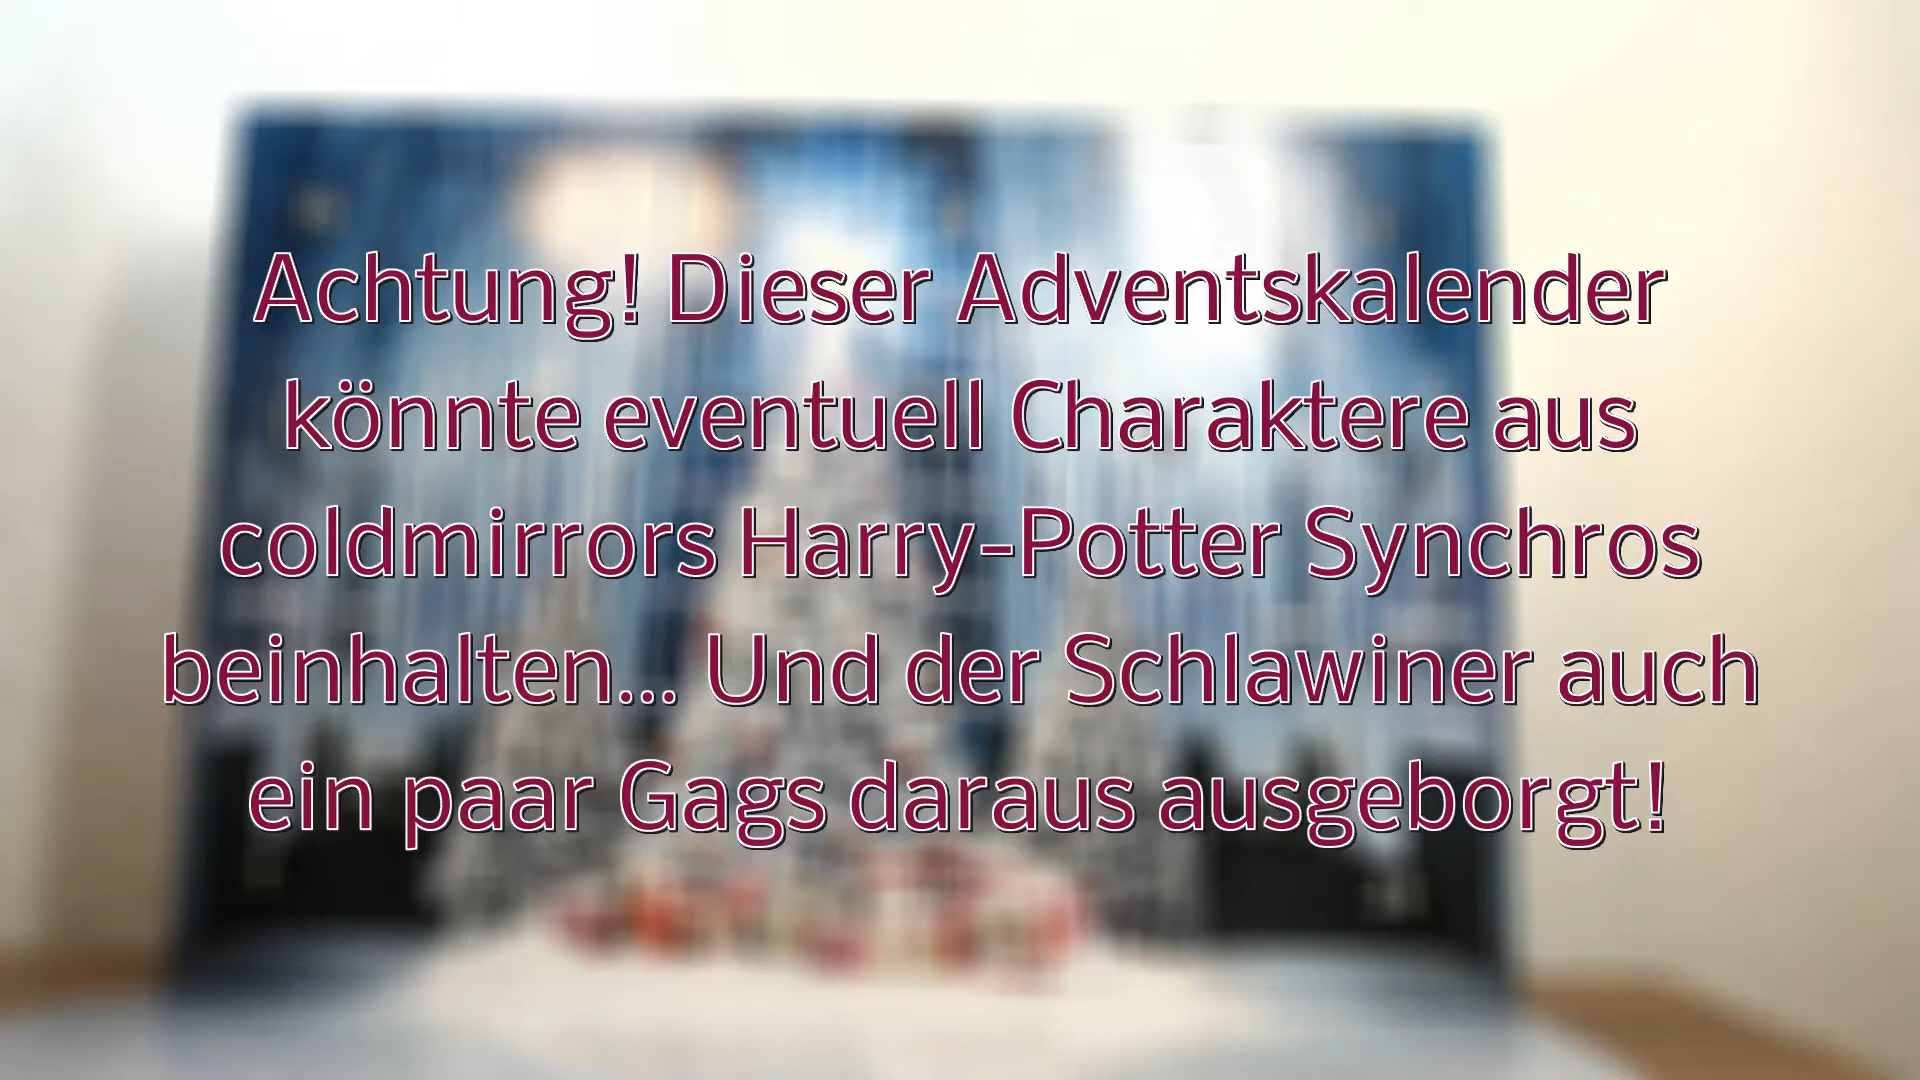 Achtung! Dieser Adventskalender
könnte eventuell Charaktere aus
coldmirrors Harry-Potter Synchros
beinhalten... Und der Schlawiner auch
ein paar Gags daraus ausgeborgt!